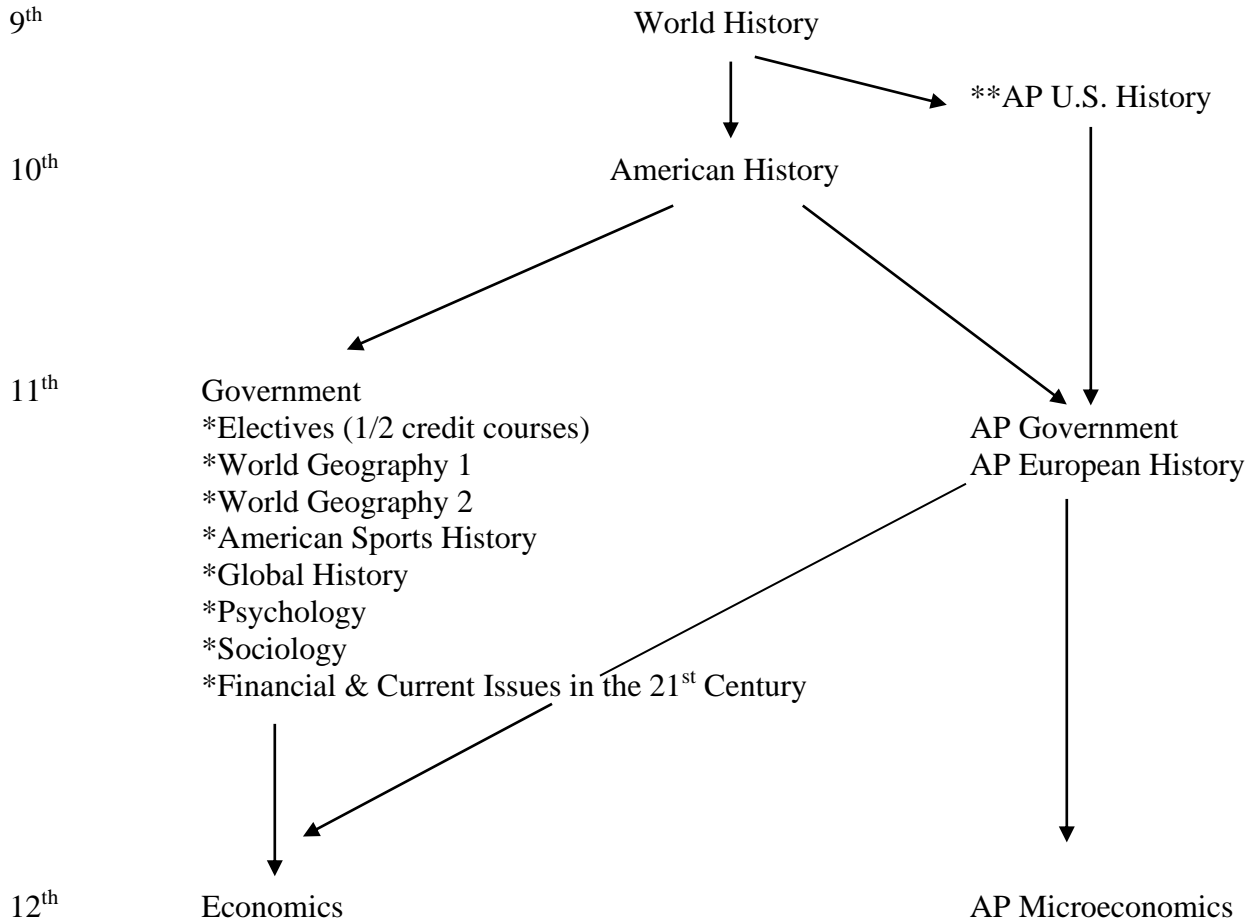 9th World History
**AP U.S. History
10th American History
11th Government
*Electives (1/2 credit courses) AP Government
*World Geography 1 AP European History
*World Geography 2
*American Sports History
*Global History
*Psychology
*Sociology
*Financial & Current Issues in the 21st Century
12th Economics AP Microeconomics